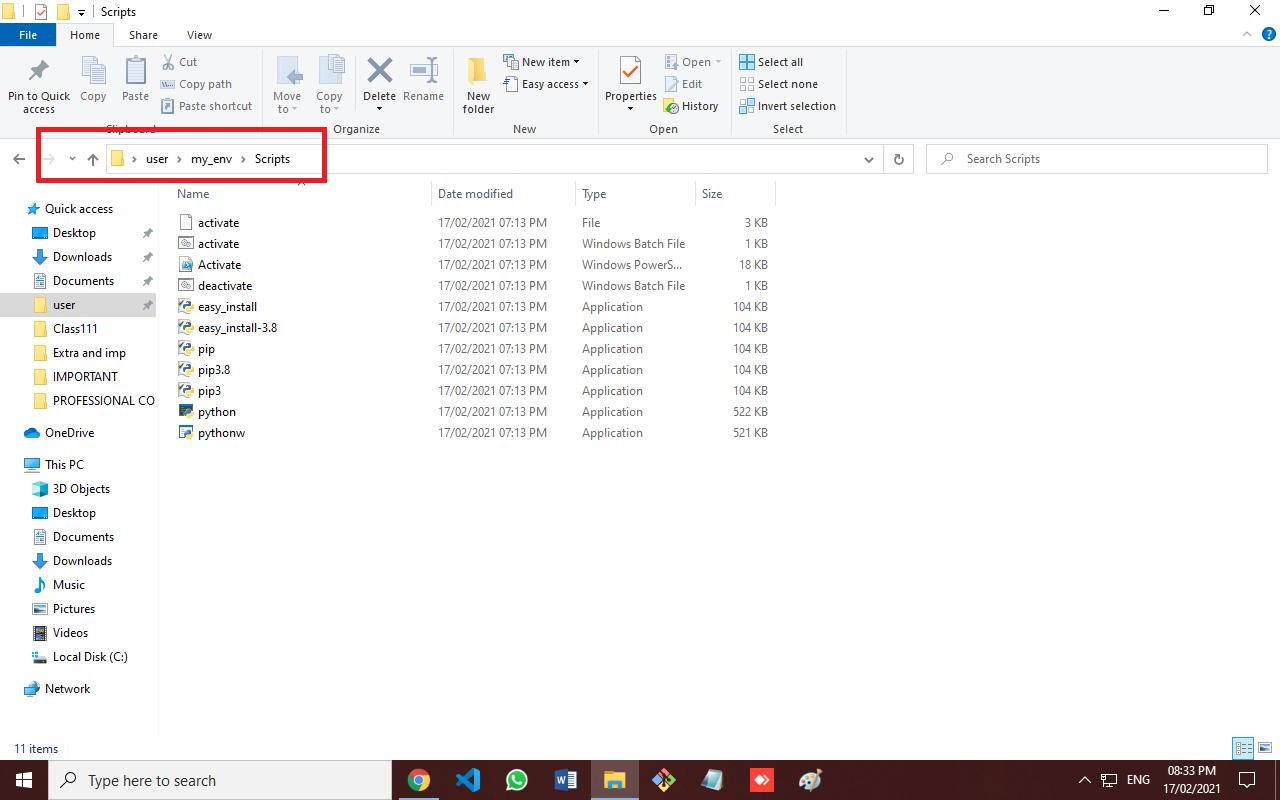 Scripts
File Home Share View
Pin to Quick access
Copy
Paste
Cut
Copy path
Paste shortcut
Clipboard
Move to
Copy to
Delete
Rename
Organize
New folder
New item
Easy access
New
Properties
Open
Edit
History
Open
Select all
Select none
Invert selection
Select
user my_env Scripts
Search Scripts
Quick access
Desktop
Downloads
Documents
user
Class111
Extra and imp
IMPORTANT
PROFESSIONAL CO
OneDrive
This PC
3D Objects
Desktop
Documents
Downloads
Music
Pictures
Videos
Local Disk (C:)
Network
Name Date modified Type Size
activate 17/02/2021 07:13 PM File 3 KB
activate 17/02/2021 07:13 PM Windows Batch File 1 KB
Activate 17/02/2021 07:13 PM Windows PowerS... 18 KB
deactivate 17/02/2021 07:13 PM Windows Batch File 1 KB
easy_install 17/02/2021 07:13 PM Application 104 KB
easy_install-3.8 17/02/2021 07:13 PM Application 104 KB
pip 17/02/2021 07:13 PM Application 104 KB
pip3.8 17/02/2021 07:13 PM Application 104 KB
pip3 17/02/2021 07:13 PM Application 104 KB
python 17/02/2021 07:13 PM Application 522 KB
pythonw 17/02/2021 07:13 PM Application 521 KB
11 items
Type here to search
ENG
08:33 PM
17/02/2021